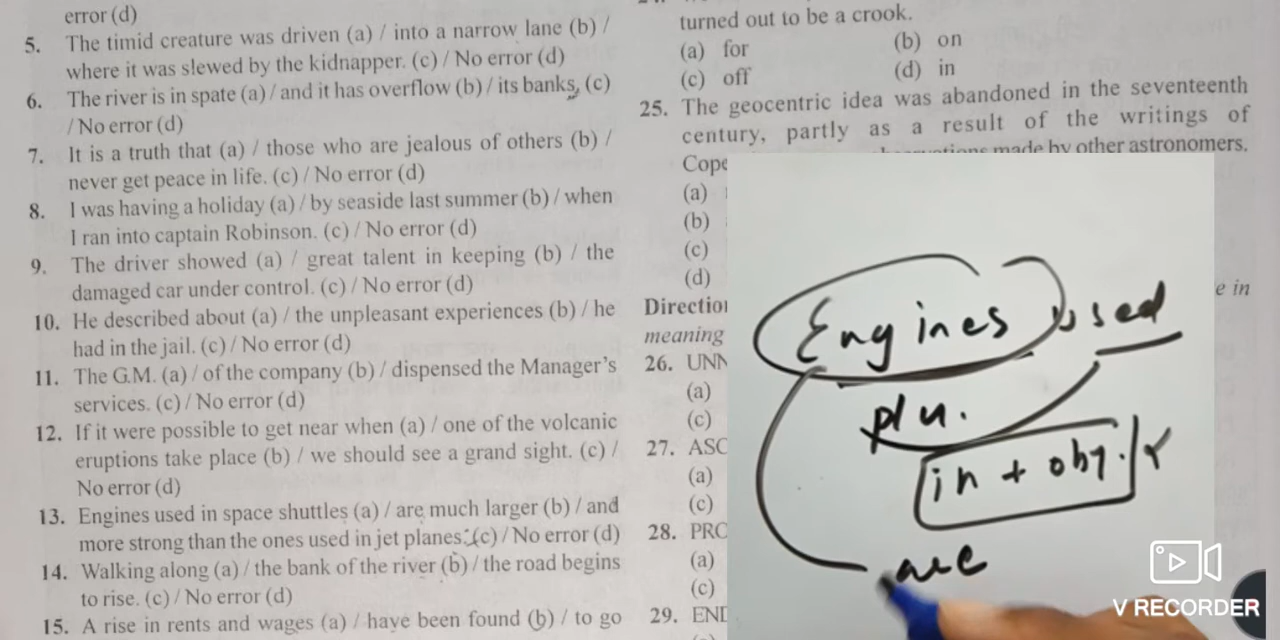 error (d)
5. The timid creature was driven (a) / into a narrow lane (b) /
where it was slewed by the kidnapper. (c) / No error (d)
6. The river is in spate (a) / and it has overflow (b) / its banks, (c)
/ No error (d)
7. It is a truth that (a) / those who are jealous of others (b) /
never get peace in life. (c) / No error (d)
8. I was having a holiday (a) / by seaside last summer (b) / when
I ran into captain Robinson. (c) / No error (d)
9. The driver showed (a) / great talent in keeping (b) / the
damaged car under control. (c) / No error (d)
10. He described about (a) / the unpleasant experiences (b) / he
had in the jail. (c) / No error (d)
11. The G.M. (a) / of the company (b) / dispensed the Manager's
services. (c) / No error (d)
12. If it were possible to get near when (a) / one of the volcanic
eruptions take place (b) / we should see a grand sight. (c) /
No error (d)
13. Engines used in space shuttles (a) / are much larger (b) / and
more strong than the ones used in jet planes. (c) / No error (d)
14. Walking along (a) / the bank of the river (b) / the road begins
to rise. (c) / No error (d)
15. A rise in rents and wages (a) / have been found (b) / to go
turned out to be a crook.
(a) for (b) on
(c) off (d) in
25. The geocentric idea was abandoned in the seventeenth
century, partly as a result of the writings of
Cope made by other astronomers.
(a)
(b)
(c)
(d)
Directio e in
meaning
26. UNN
(a)
(c)
27. ASC
(a)
(c)
28. PRO
(a)
(c)
29. END
Engines used
plu.
in + obj.
are
V RECORDER